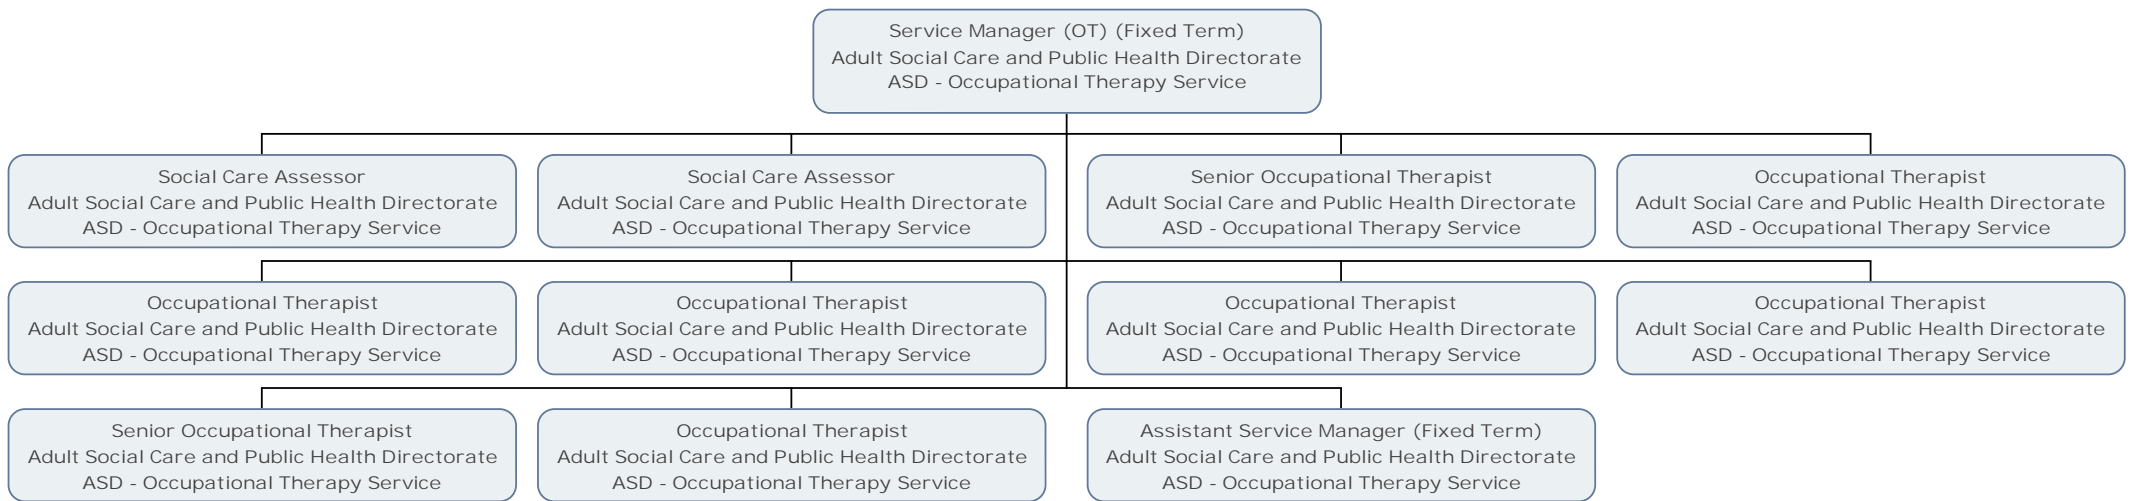 Service Manager (OT) (Fixed Term)
Adult Social Care and Public Health Directorate
ASD - Occupational Therapy Service
Social Care Assessor
Adult Social Care and Public Health Directorate
ASD - Occupational Therapy Service
Social Care Assessor
Adult Social Care and Public Health Directorate
ASD - Occupational Therapy Service
Senior Occupational Therapist
Adult Social Care and Public Health Directorate
ASD - Occupational Therapy Service
Occupational Therapist
Adult Social Care and Public Health Directorate
ASD - Occupational Therapy Service
Occupational Therapist
Adult Social Care and Public Health Directorate
ASD - Occupational Therapy Service
Occupational Therapist
Adult Social Care and Public Health Directorate
ASD - Occupational Therapy Service
Occupational Therapist
Adult Social Care and Public Health Directorate
ASD - Occupational Therapy Service
Occupational Therapist
Adult Social Care and Public Health Directorate
ASD - Occupational Therapy Service
Senior Occupational Therapist
Adult Social Care and Public Health Directorate
ASD - Occupational Therapy Service
Occupational Therapist
Adult Social Care and Public Health Directorate
ASD - Occupational Therapy Service
Assistant Service Manager (Fixed Term)
Adult Social Care and Public Health Directorate
ASD - Occupational Therapy Service